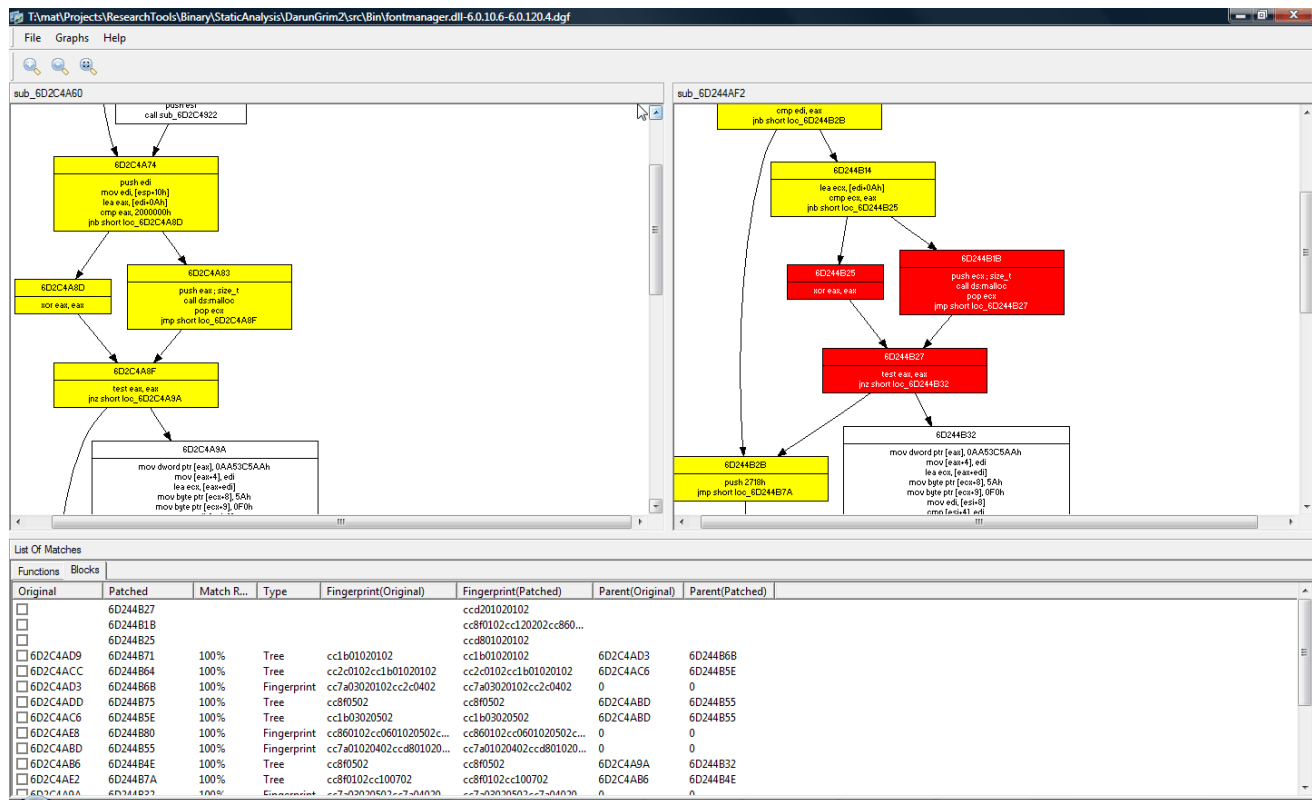 T:\mat\Projects\ResearchTools\Binary\StaticAnalysis\DarunGrim2\src\Bin\fontmanager.dll-6.0.10.6-6.0.120.4.dgf
File Graphs Help
sub_6D2C4A60
push esi
call sub_6D2C4922
6D2C4A74
push edi
mov edi, [esp+10h]
lea eax, [edi+0Ah]
cmp eax, 2000000h
jnb short loc_6D2C4A8D
6D2C4A8D
xor eax, eax
6D2C4A83
push eax ; size_t
call ds:malloc
pop ecx
jmp short loc_6D2C4A8F
6D2C4A8F
test eax, eax
jnz short loc_6D2C4A9A
6D2C4A9A
mov dword ptr [eax], 0AA53C5AAh
mov [eax+4], edi
lea ecx, [eax+edi]
mov byte ptr [ecx+8], 5Ah
mov byte ptr [ecx+9], 0F0h
sub_6D244AF2
cmp edi, eax
jnb short loc_6D244B2B
6D244B14
lea ecx, [edi+0Ah]
cmp ecx, eax
jnb short loc_6D244B25
6D244B25
xor eax, eax
6D244B1B
push ecx ; size_t
call ds:malloc
pop ecx
jmp short loc_6D244B27
6D244B27
test eax, eax
jnz short loc_6D244B32
6D244B2B
push 2718h
jmp short loc_6D244B7A
6D244B32
mov dword ptr [eax], 0AA53C5AAh
mov [eax+4], edi
lea ecx, [eax+edi]
mov byte ptr [ecx+8], 5Ah
mov byte ptr [ecx+9], 0F0h
mov edi, [esi+8]
cmp [esi+4], edi
List Of Matches
Functions Blocks
Original Patched Match R... Type Fingerprint(Original) Fingerprint(Patched) Parent(Original) Parent(Patched)
6D244B27 ccd201020102
6D244B1B cc8f0102cc120202cc860...
6D244B25 ccd801020102
6D2C4AD9 6D244B71 100% Tree cc1b01020102 cc1b01020102 6D2C4AD3 6D244B6B
6D2C4ACC 6D244B64 100% Tree cc2c0102cc1b01020102 cc2c0102cc1b01020102 6D2C4AC6 6D244B5E
6D2C4AD3 6D244B6B 100% Fingerprint cc7a03020102cc2c0402 cc7a03020102cc2c0402 0 0
6D2C4ADD 6D244B75 100% Tree cc8f0502 cc8f0502 6D2C4ABD 6D244B55
6D2C4AC6 6D244B5E 100% Tree cc1b03020502 cc1b03020502 6D2C4ABD 6D244B55
6D2C4AE8 6D244B80 100% Fingerprint cc860102cc0601020502c... cc860102cc0601020502c... 0 0
6D2C4ABD 6D244B55 100% Fingerprint cc7a01020402ccd801020... cc7a01020402ccd801020... 0 0
6D2C4AB6 6D244B4E 100% Tree cc8f0502 cc8f0502 6D2C4A9A 6D244B32
6D2C4AE2 6D244B7A 100% Tree cc8f0102cc100702 cc8f0102cc100702 6D2C4AB6 6D244B4E
6D2C4A9A 6D244B32 100% Fingerprint cc7a03020502cc7a04020... cc7a03020502cc7a04020... 0 0